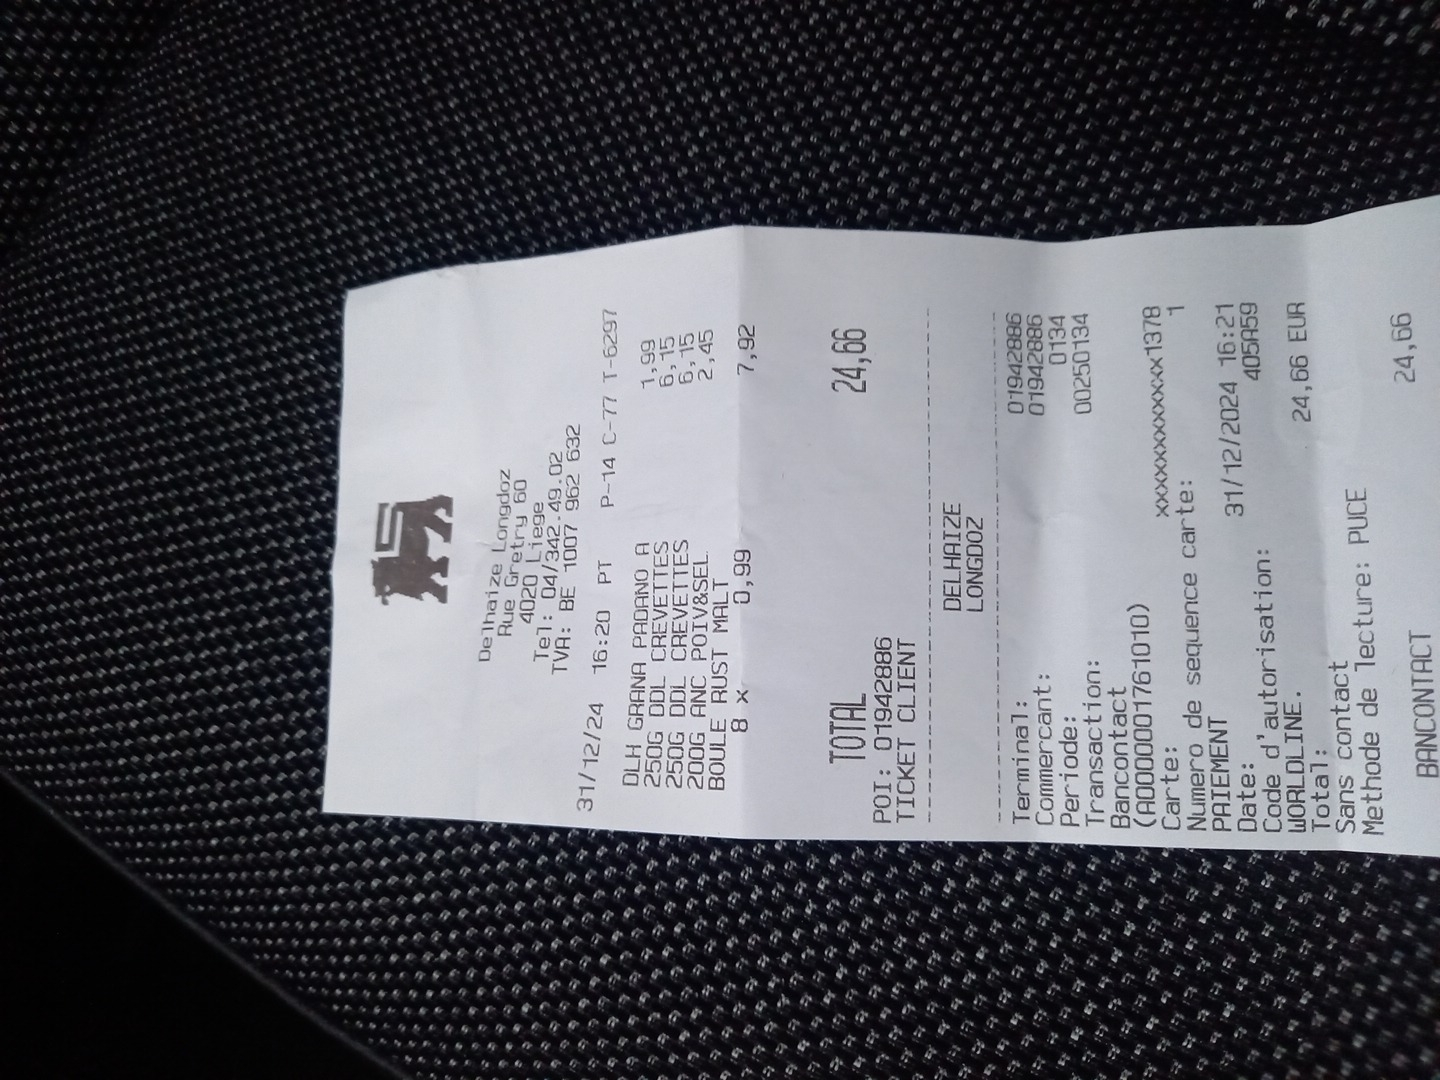 Delhaize Longdoz
Rue Gretry 60
4020 Liege
Tel: 04/342.49.02
TVA: BE 1007 962 632
31/12/24 16:20 PT P-14 C-77 T-6297
DLH GRANA PADANO A 1,99
250G DDL CREVETTES 6,15
250G DDL CREVETTES 6,15
200G ANC POIV&SEL 2,45
BOULE RUST MALT
8 x 0,99 7,92
TOTAL 24,66
POI: 01942886
TICKET CLIENT
DELHAIZE
LONGDOZ
Terminal: 01942886
Commercant: 01942886
Periode: 0134
Transaction: 00250134
Bancontact
(A0000001761010)
Carte: xxxxxxxxxxxxx1378
Numero de sequence carte: 1
PAIEMENT
Date: 31/12/2024 16:21
Code d'autorisation: 405A59
WORLDLINE.
Total: 24,66 EUR
Sans contact
Methode de lecture: PUCE
BANCONTACT 24,66